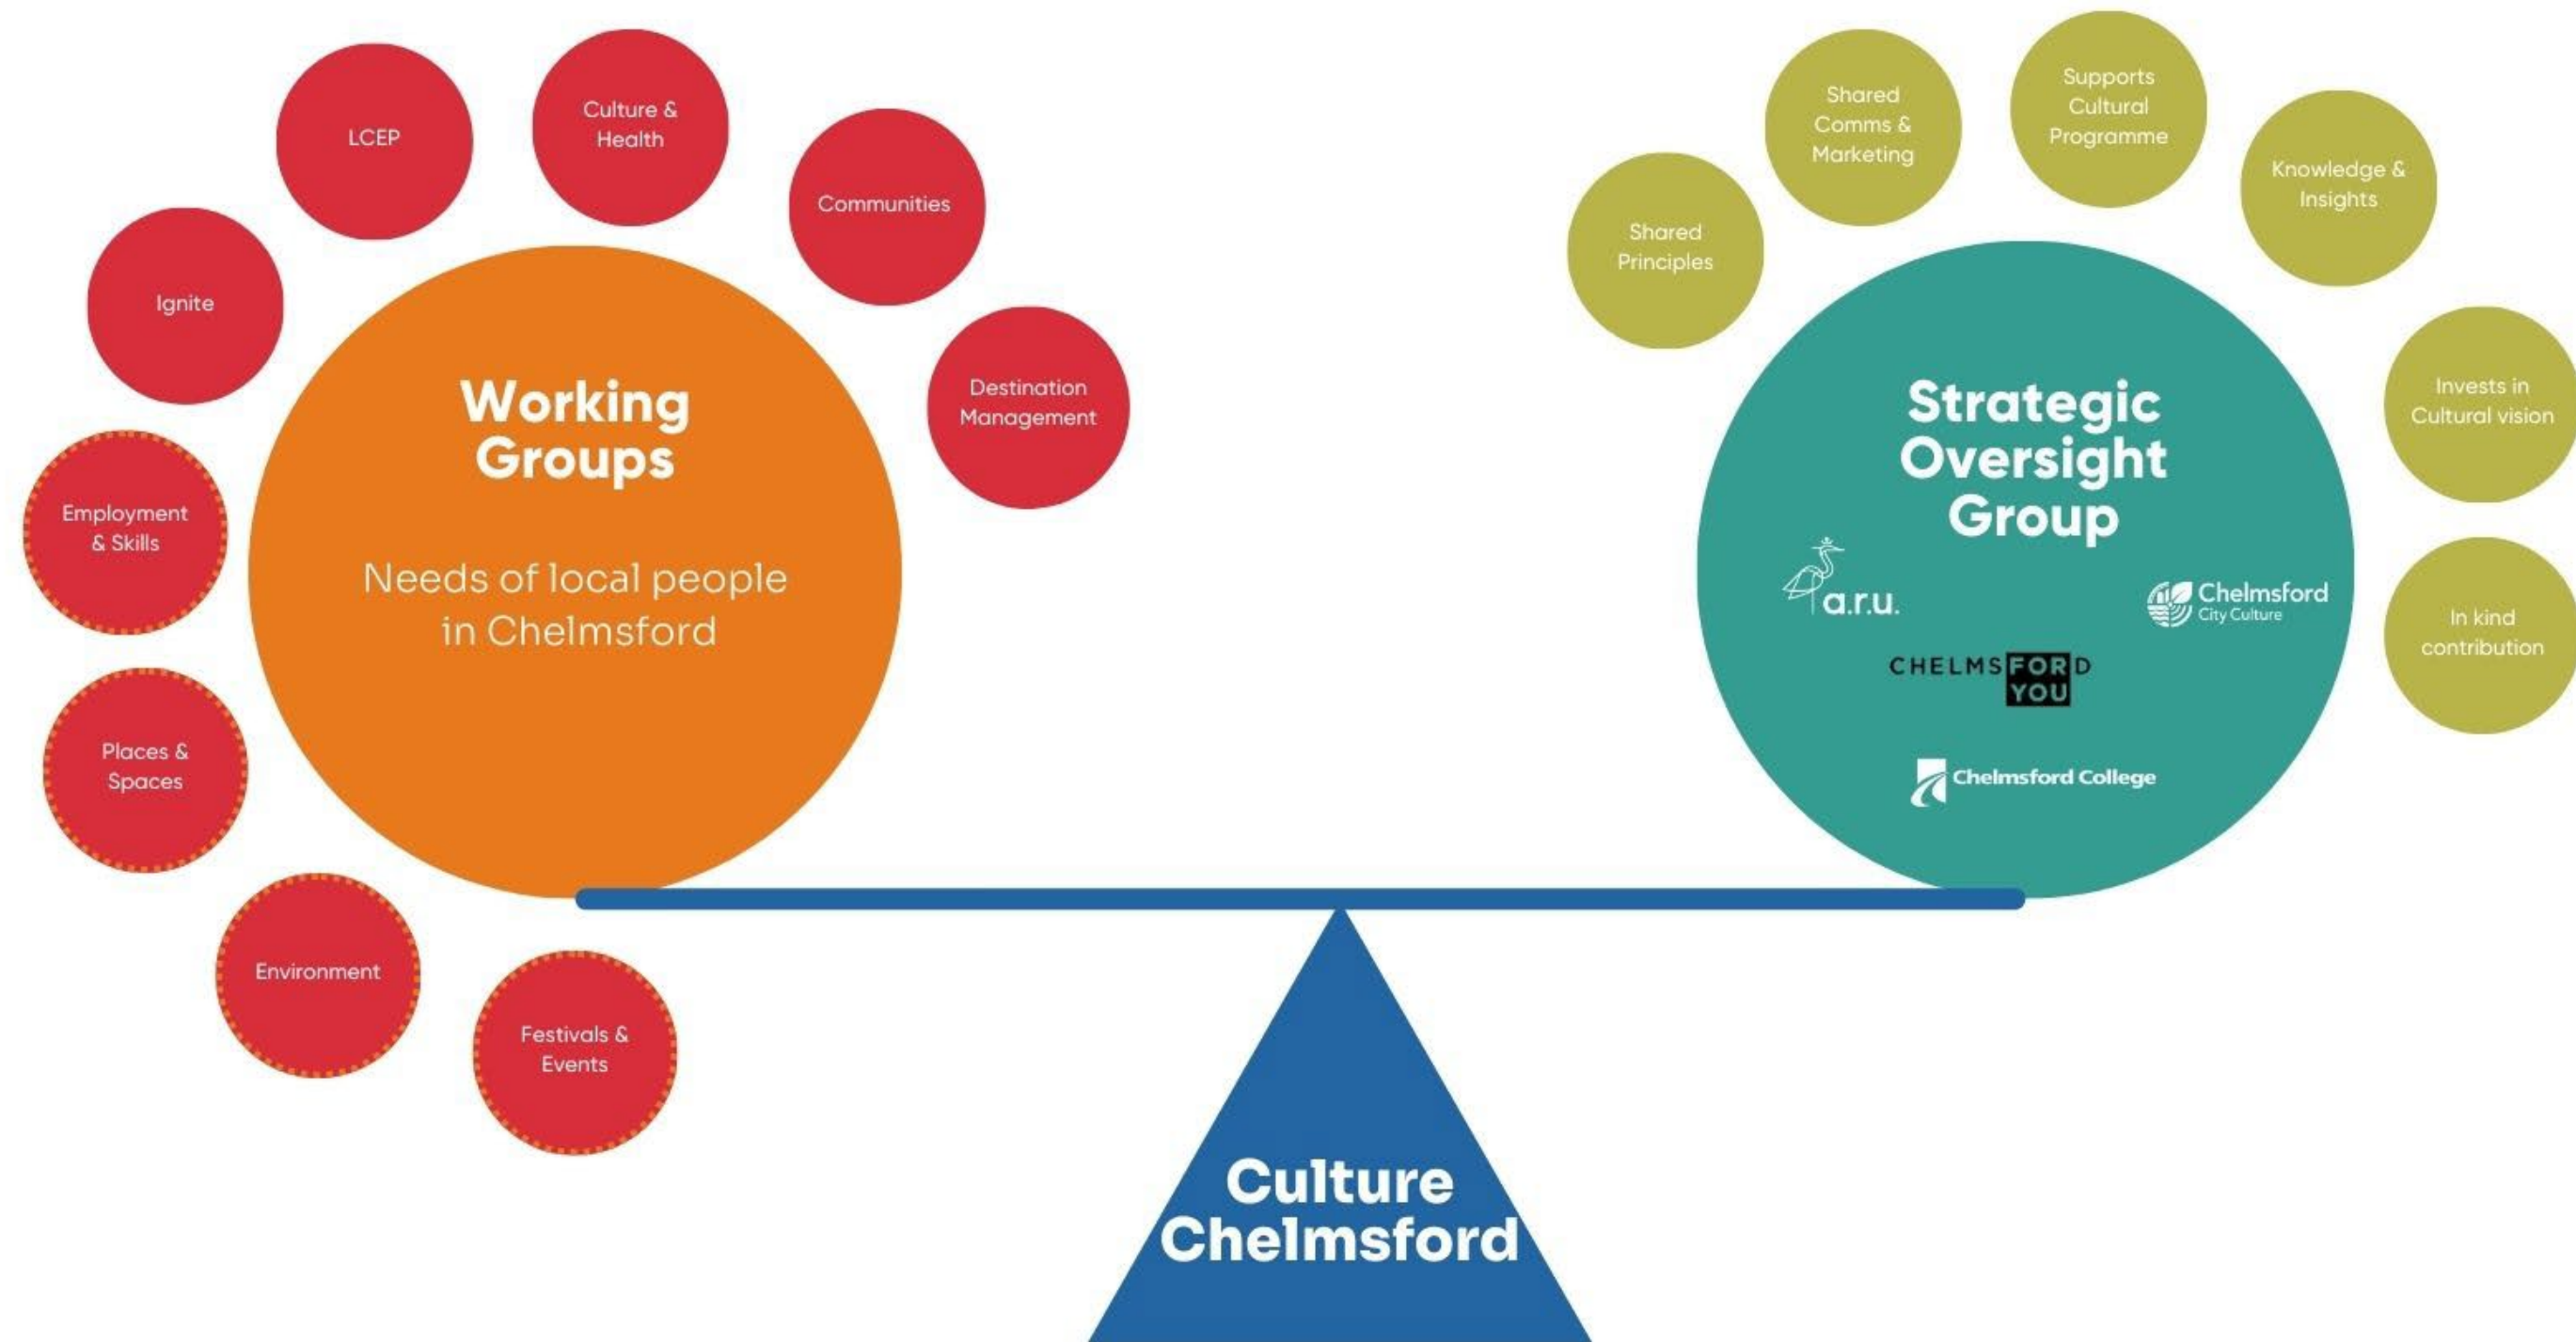 LCEP
Culture &
Health
Communities
Destination
Management
Ignite
Employment
& Skills
Places &
Spaces
Environment
Festivals &
Events
Working
Groups
Needs of local people
in Chelmsford
Shared
Principles
Shared
Comms &
Marketing
Supports
Cultural
Programme
Knowledge &
Insights
Invests in
Cultural vision
In kind
contribution
Strategic
Oversight
Group
a.r.u.
Chelmsford
City Culture
CHELMSFORD
YOU
Chelmsford College
Culture
Chelmsford